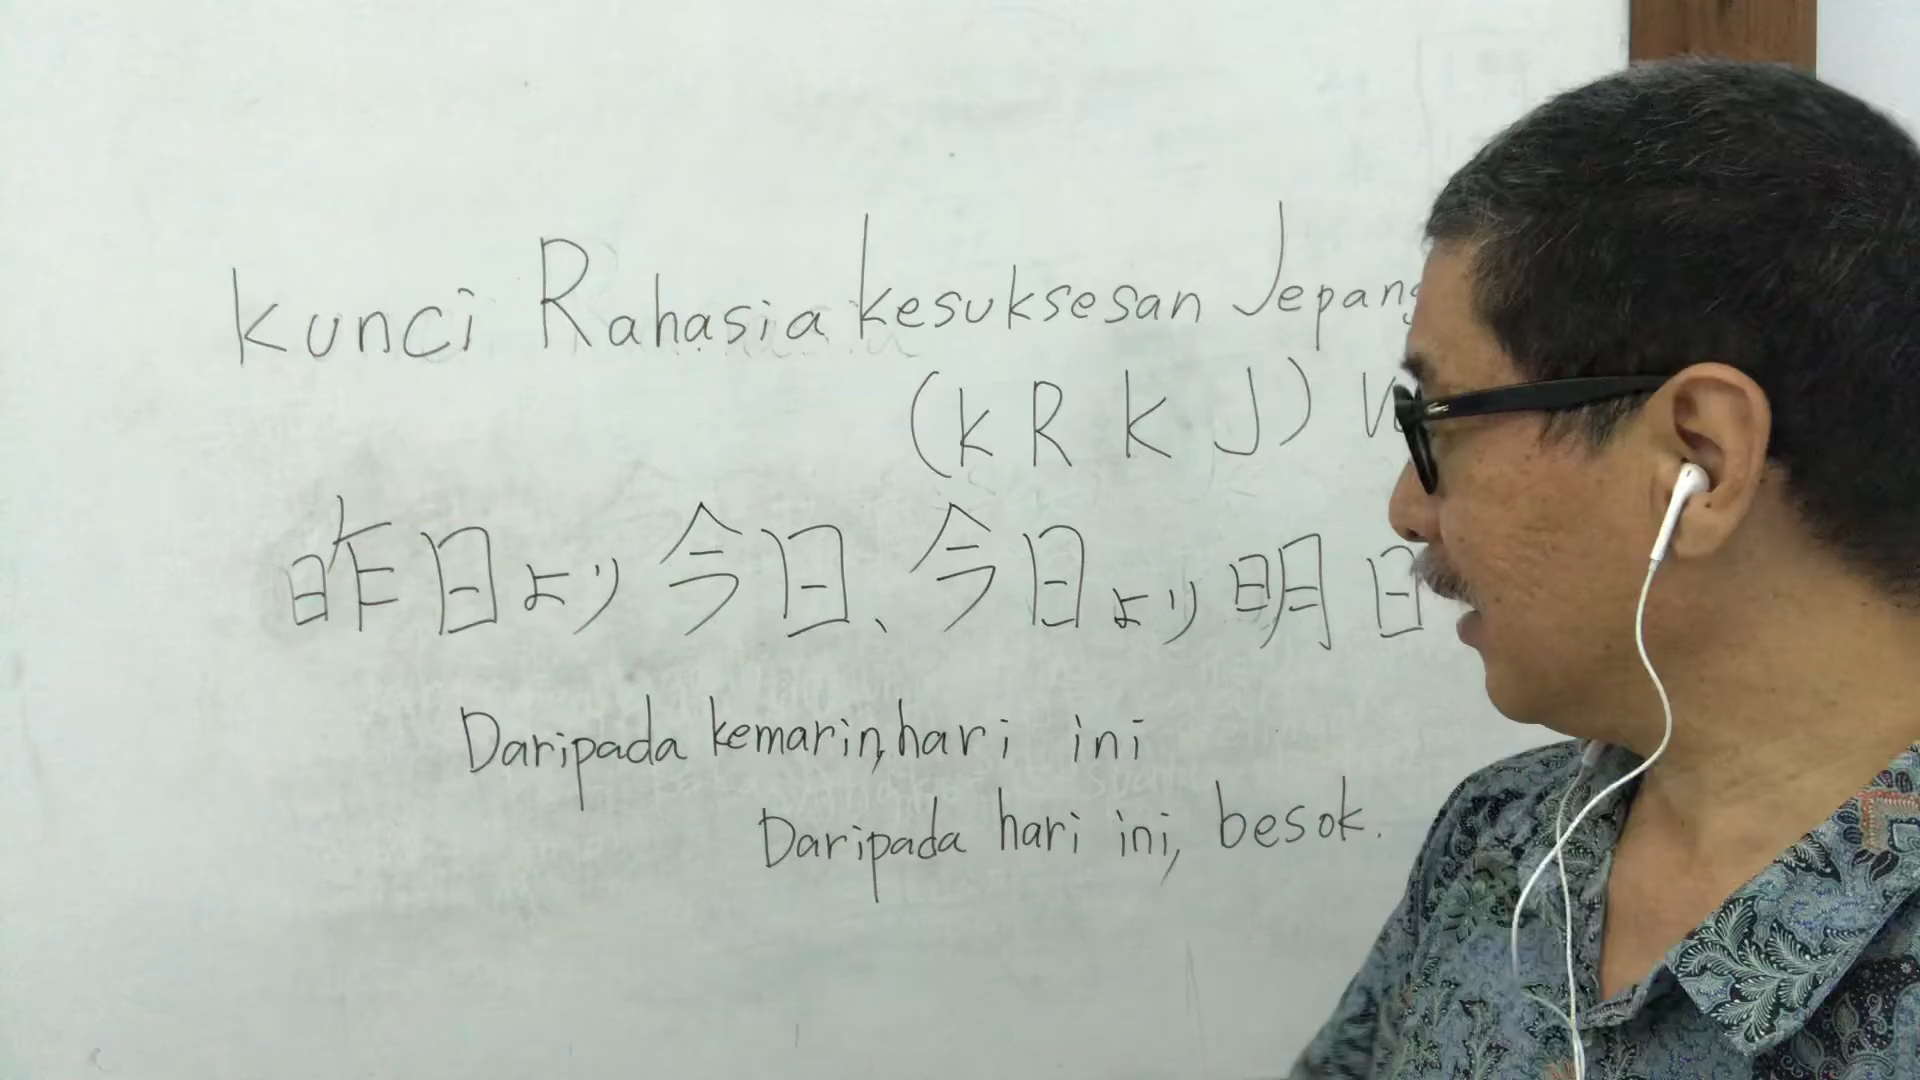 Kunci Rahasia Kesuksesan Jepang
(KRKJ)
昨日より今日、今日より明日
Daripada kemarin, hari ini
Daripada hari ini, besok.